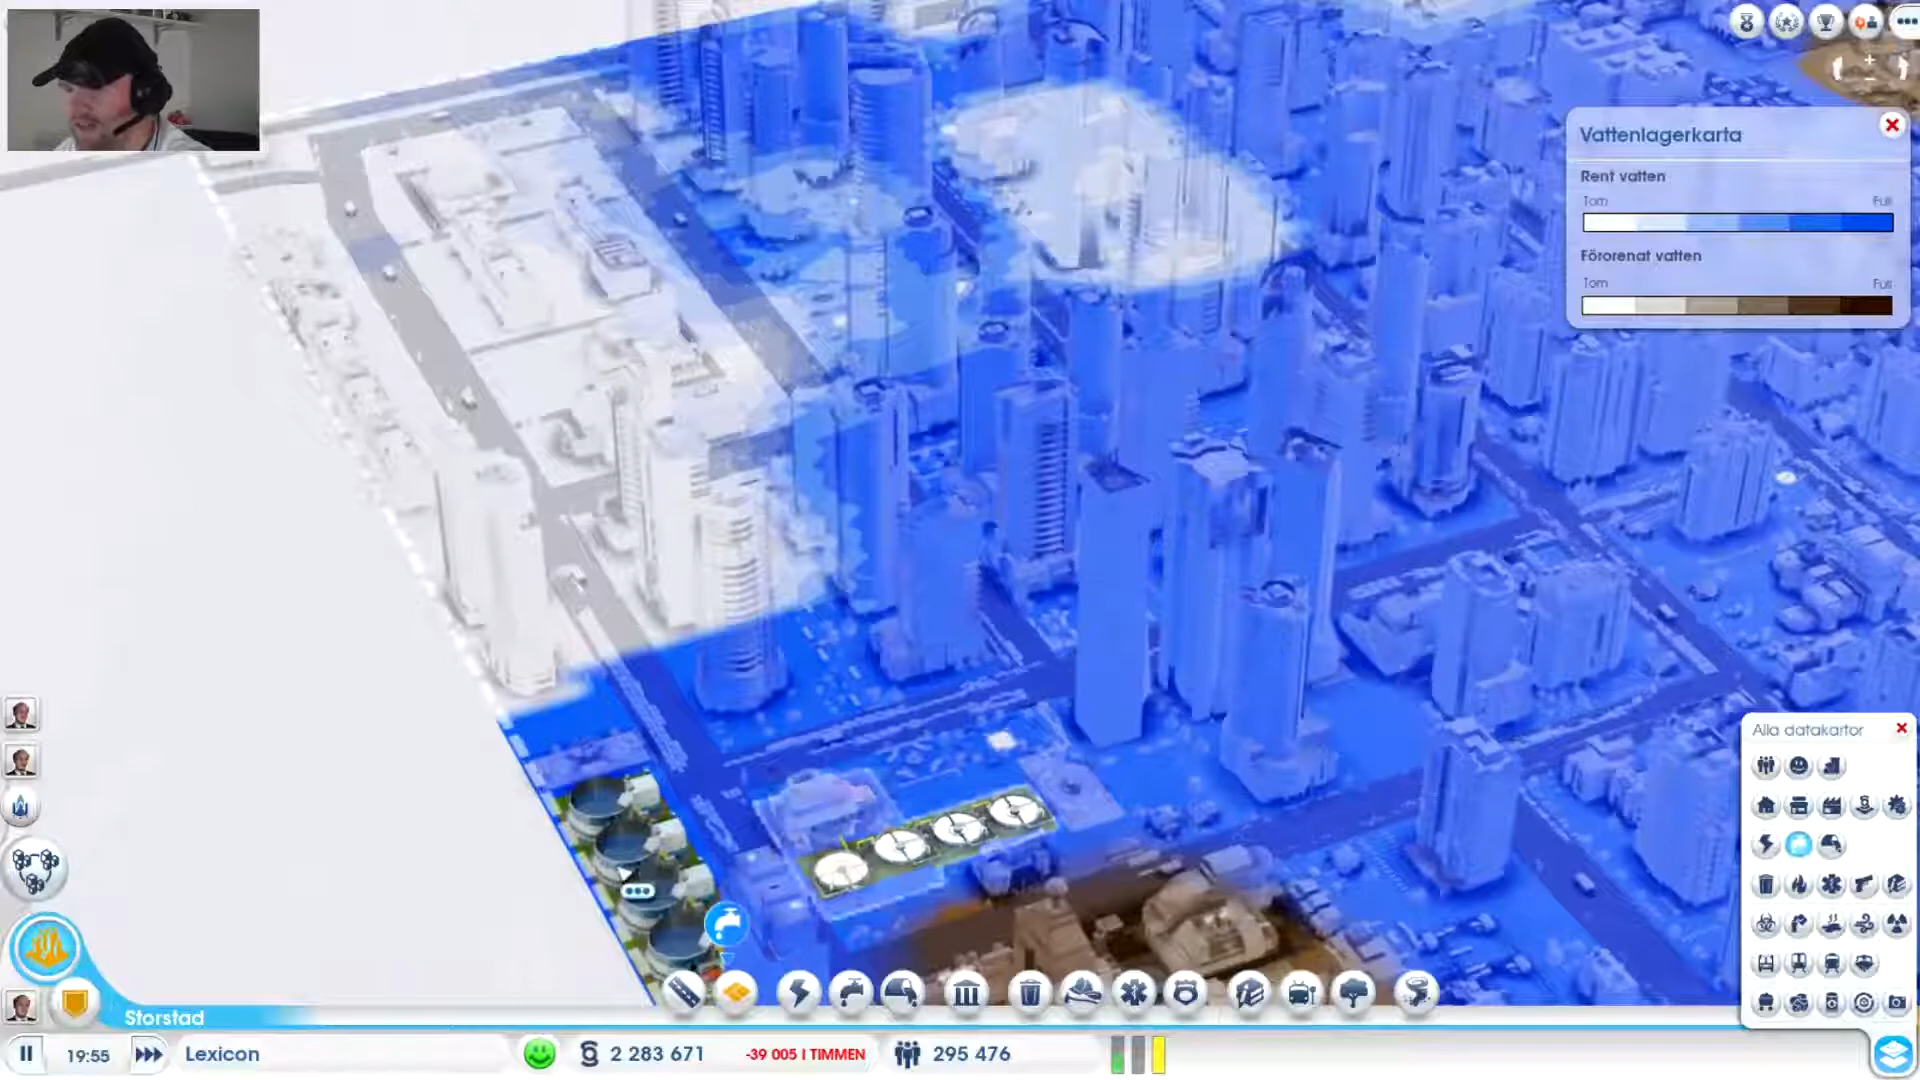 Vattenlagerkarta
Rent vatten
Tom Full
Förorenat vatten
Tom Full
Alla datakartor
Storstad
19:55 Lexicon 2 283 671 -39 005 I TIMMEN 295 476